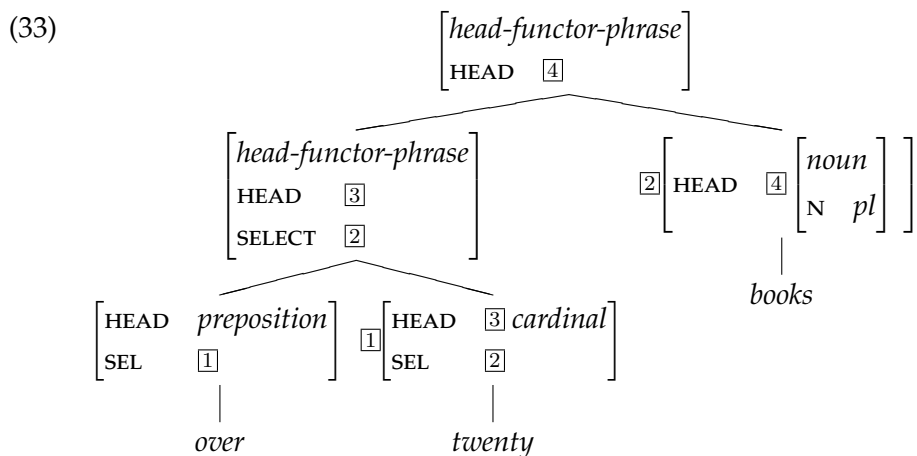 (33)
head-functor-phrase
HEAD 4
head-functor-phrase
HEAD 3
SELECT 2
2 HEAD 4 noun
N pl
books
HEAD preposition
SEL 1
1 HEAD 3 cardinal
SEL 2
over
twenty